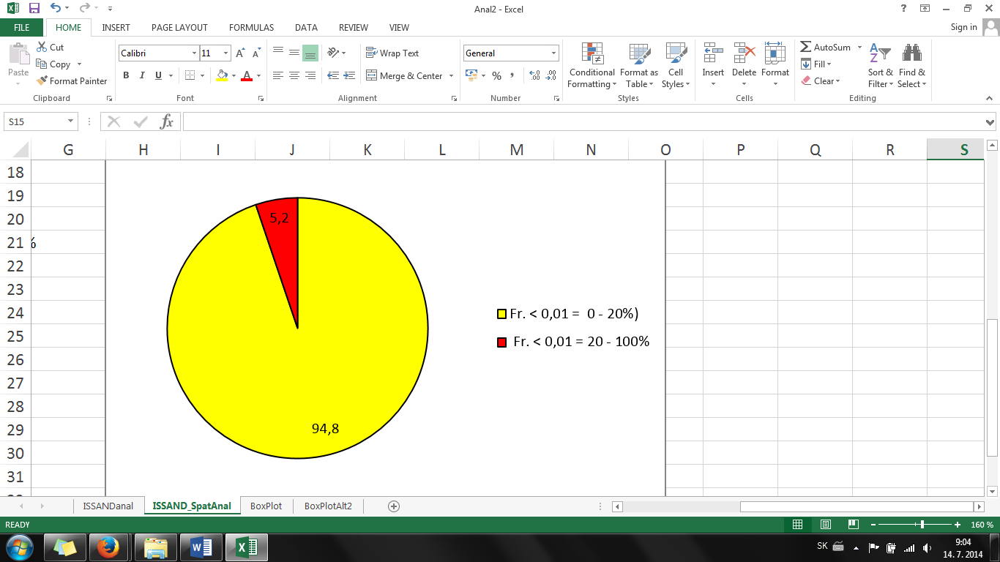 Anal2 - Excel
FILE HOME INSERT PAGE LAYOUT FORMULAS DATA REVIEW VIEW Sign in
Paste
Cut
Copy
Format Painter
Clipboard
Calibri 11
B I U
Font
Wrap Text
Merge & Center
Alignment
General
%
Number
Conditional Formatting
Format as Table
Cell Styles
Styles
Insert
Delete
Format
Cells
AutoSum
Fill
Clear
Sort & Filter
Find & Select
Editing
S15 fx
G H I J K L M N O P Q R S
18
19
20
21 %
22
23
24
25
26
27
28
29
30
31
5,2
94,8
Fr. < 0,01 =  0 - 20%)
Fr. < 0,01 = 20 - 100%
ISSANDanal ISSAND_SpatAnal BoxPlot BoxPlotAlt2
READY 160 %
SK 9:04
14. 7. 2014